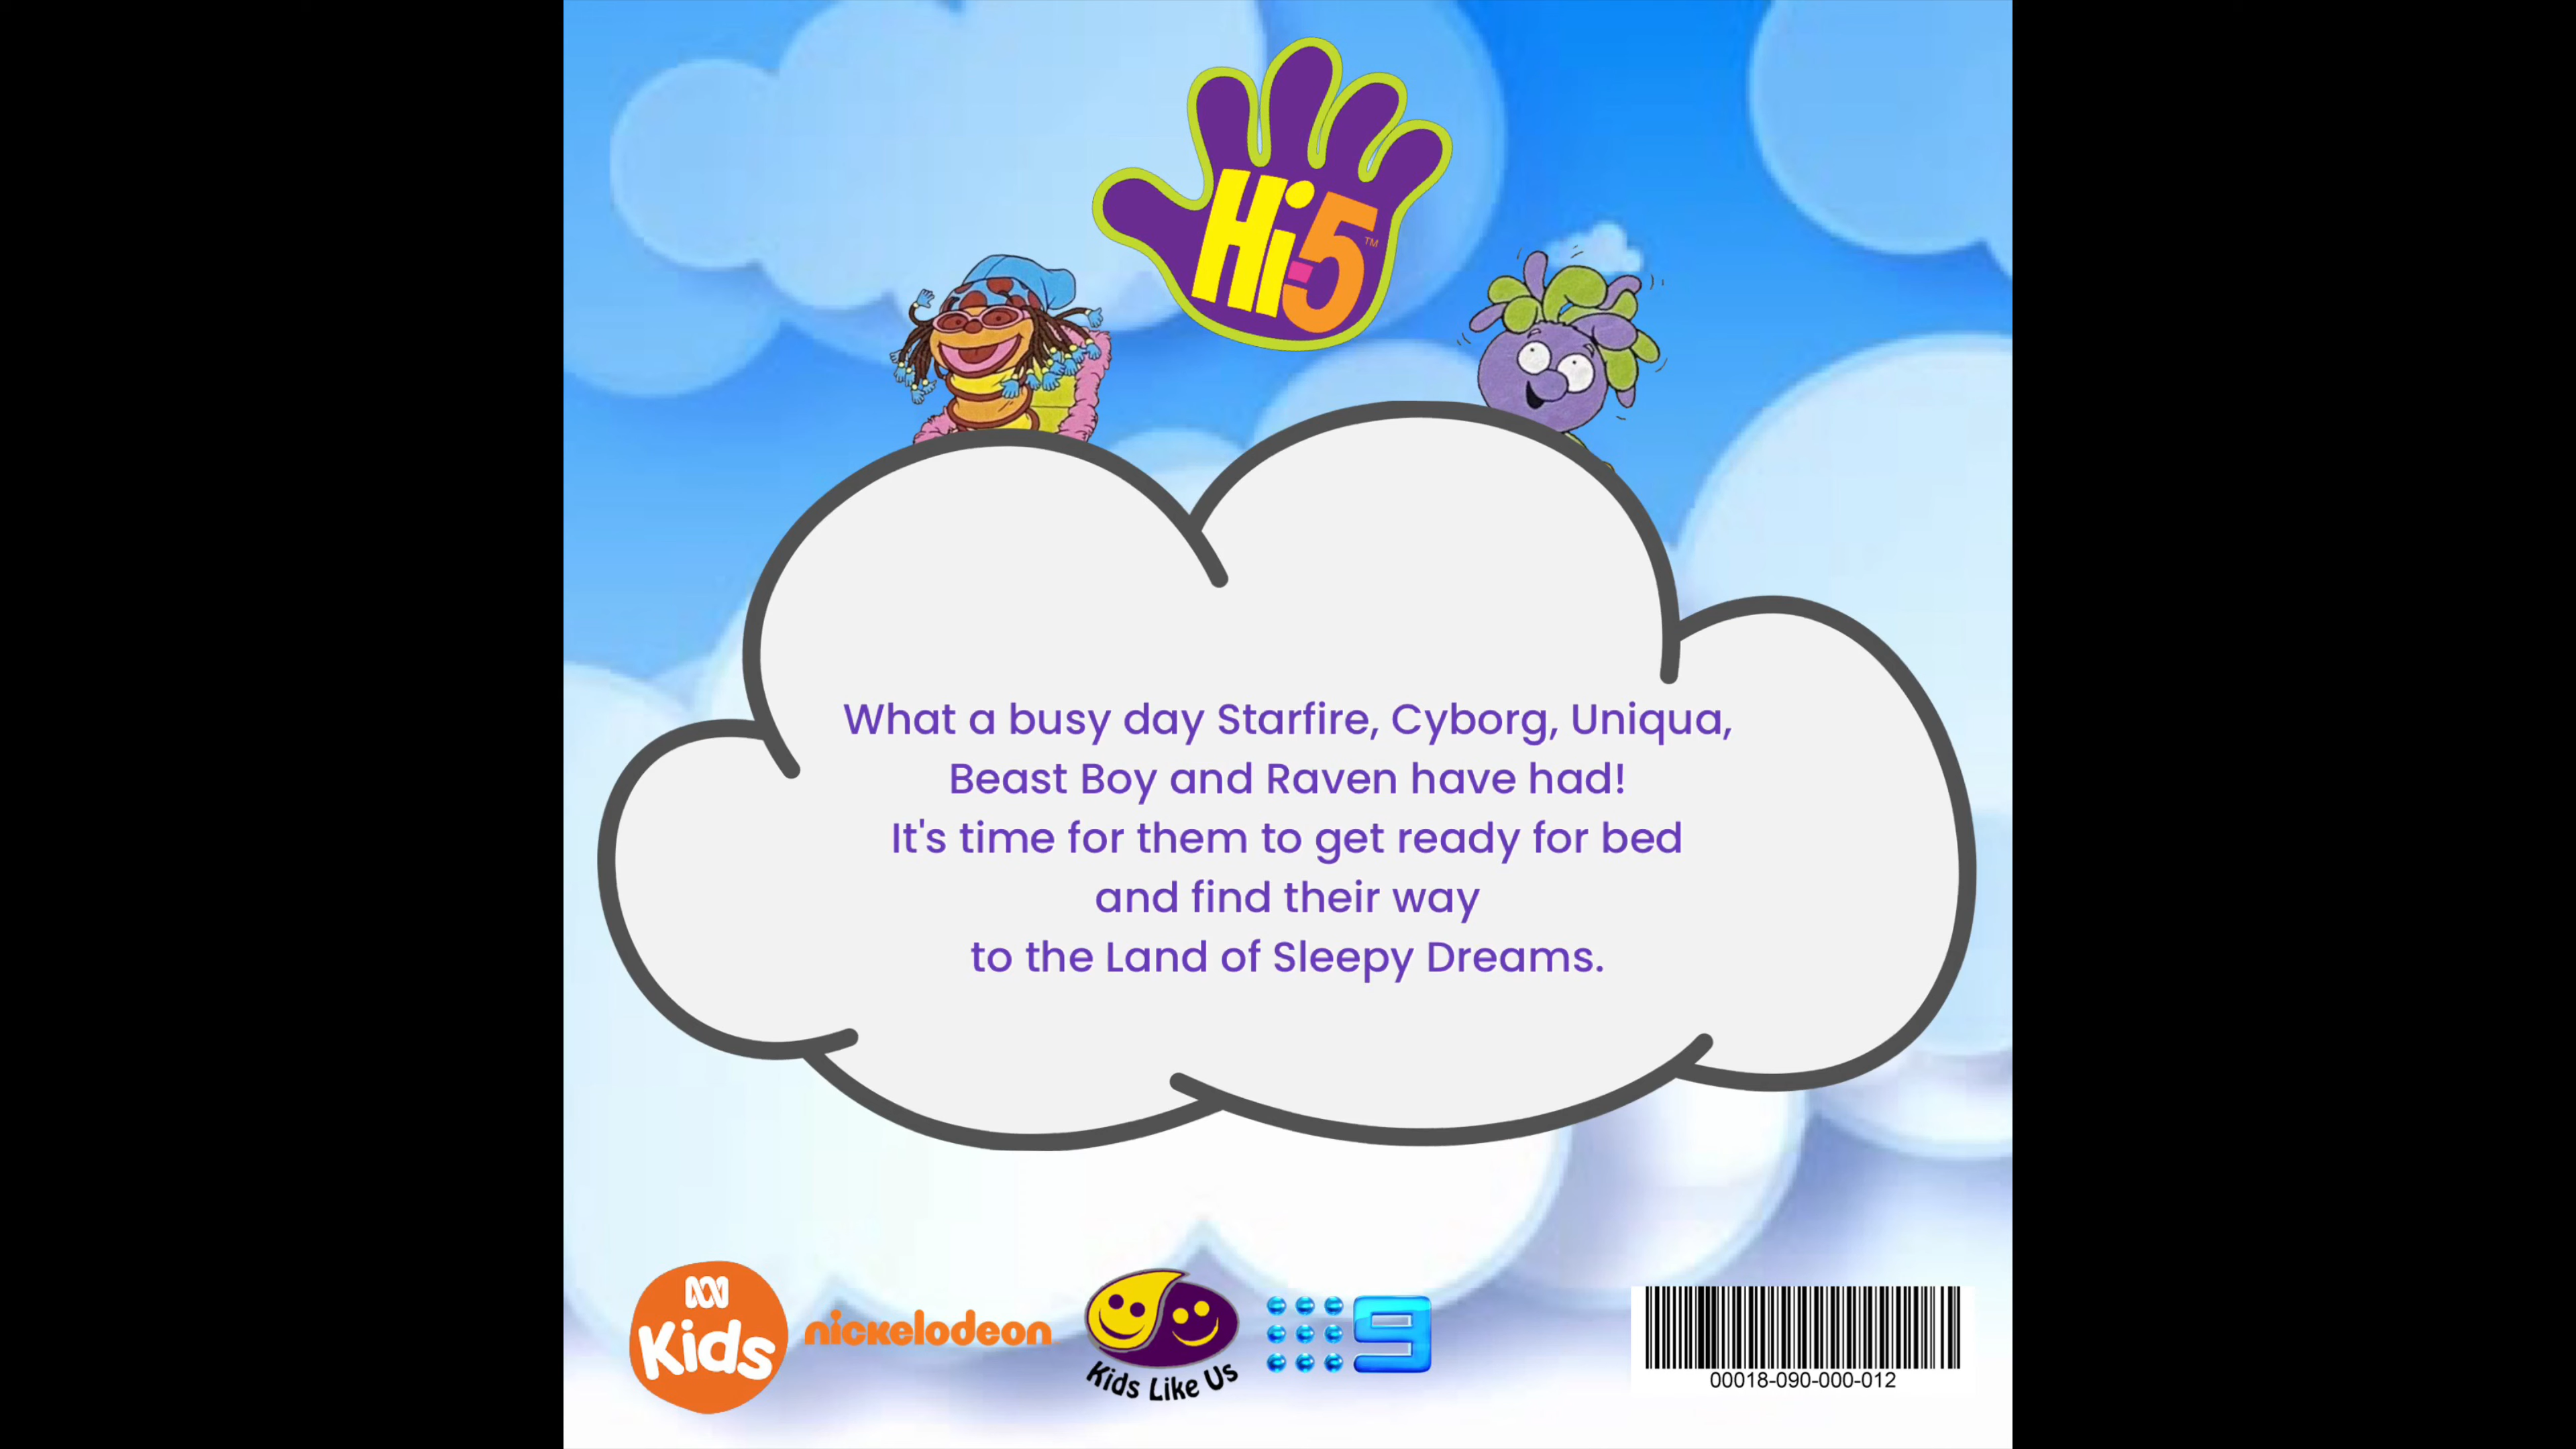 Hi-5
TM
What a busy day Starfire, Cyborg, Uniqua,
Beast Boy and Raven have had!
It's time for them to get ready for bed
and find their way
to the Land of Sleepy Dreams.
Kids
nickelodeon
Kids Like Us
9
00018-090-000-012